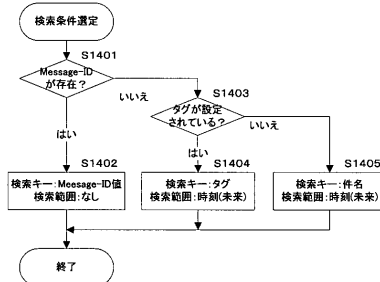 検索条件選定
S1401
Message-ID
が存在?
いいえ
S1403
タグが設定
されている?
いいえ
はい
はい
S1402
S1404
S1405
検索キー:Meesage-ID値
検索範囲:なし
検索キー:タグ
検索範囲:時刻(未来)
検索キー:件名
検索範囲:時刻(未来)
終了